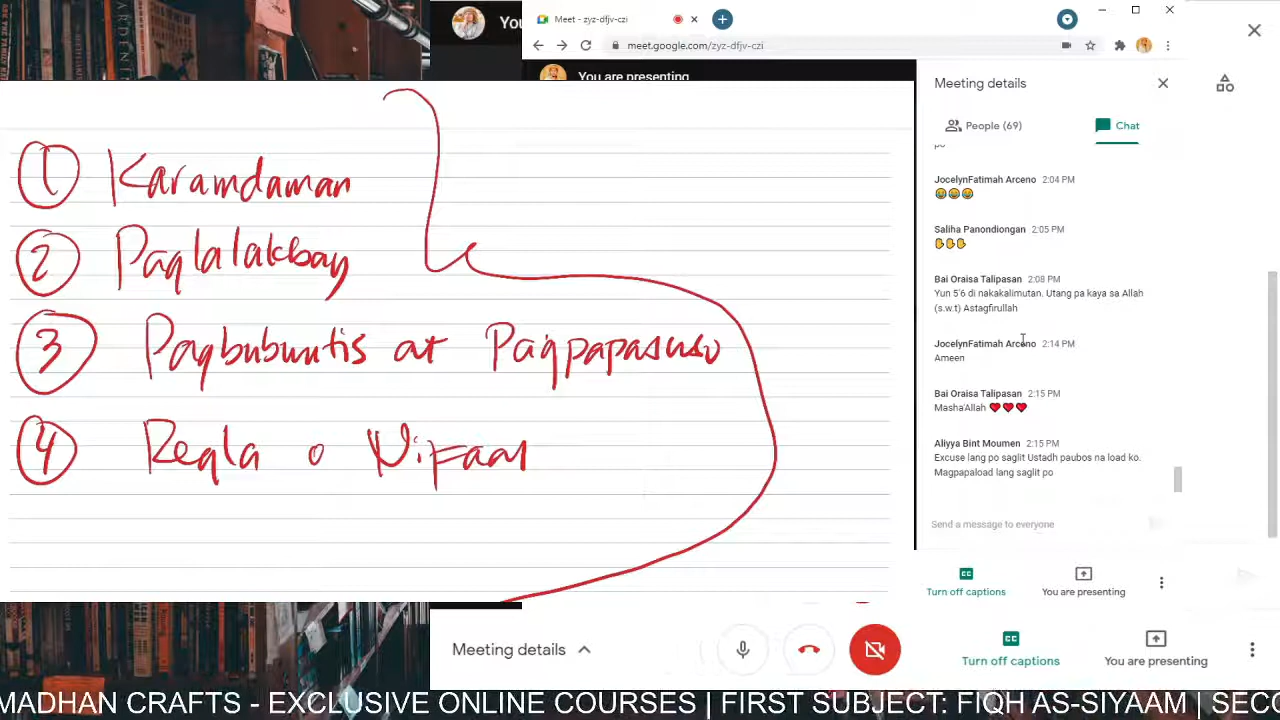 You
Meet - zyz-dfjv-czi
meet.google.com/zyz-dfjv-czi
You are presenting
① Karamdaman
② Paglalakbay
③ Pagbubuntis at Pagpapasuso
④ Regla o Nifaas
Meeting details
People (69)
Chat
po
JocelynFatimah Arceno 2:04 PM
😂😂😂
Saliha Panondiongan 2:05 PM
✋✋✋
Bai Oraisa Talipasan 2:08 PM
Yun 5'6 di nakakalimutan. Utang pa kaya sa Allah
(s.w.t) Astagfirullah
JocelynFatimah Arceno 2:14 PM
Ameen
Bai Oraisa Talipasan 2:15 PM
Masha'Allah ❤❤❤
Aliyya Bint Moumen 2:15 PM
Excuse lang po saglit Ustadh paubos na load ko.
Magpapaload lang saglit po
Send a message to everyone
CC
Turn off captions
You are presenting
Meeting details
CC
Turn off captions
You are presenting
MADHAN CRAFTS - EXCLUSIVE ONLINE COURSES | FIRST SUBJECT: FIQH AS-SIYAAM | SECO